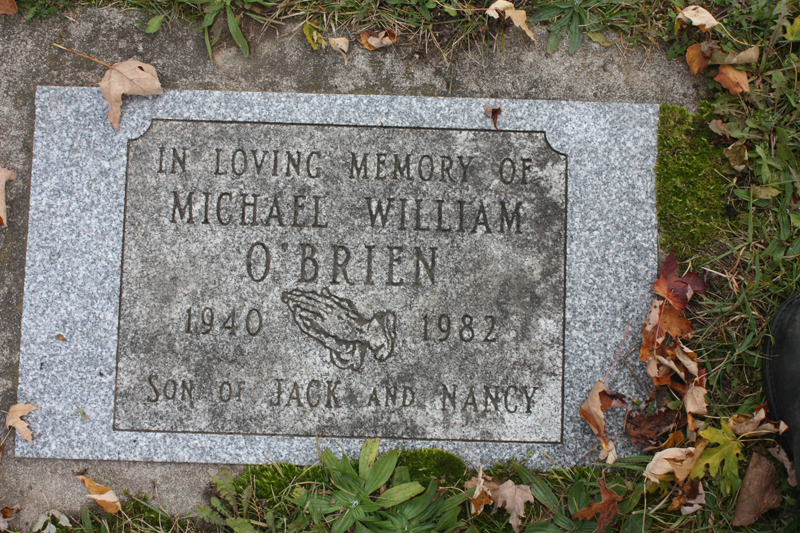 IN LOVING MEMORY OF
MICHAEL WILLIAM
O'BRIEN
1940 1982
SON OF JACK AND NANCY